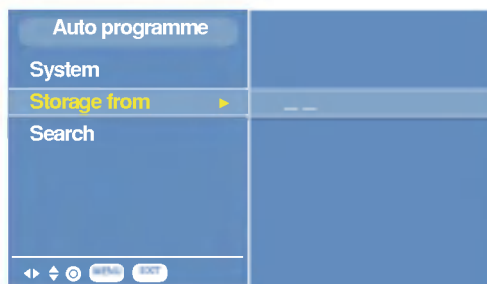 Auto programme
System
Storage from ► _ _
Search
MENU EXIT